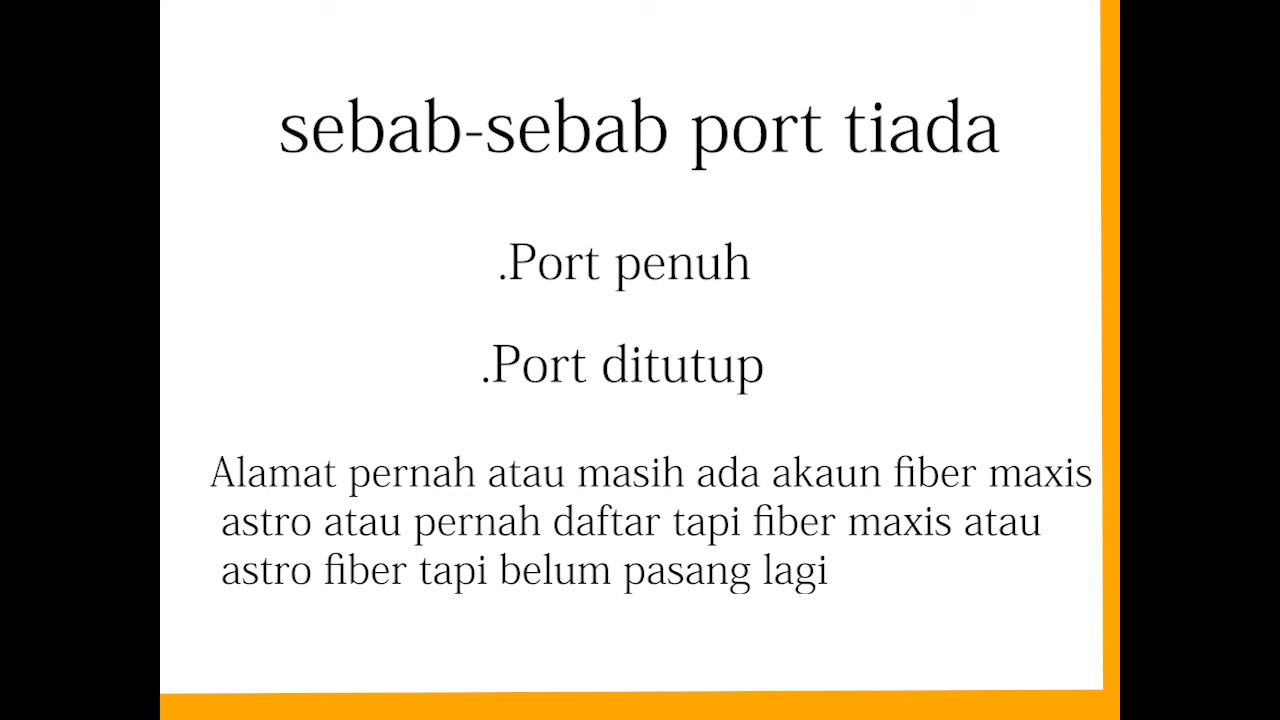 sebab-sebab port tiada
.Port penuh
.Port ditutup
Alamat pernah atau masih ada akaun fiber maxis
astro atau pernah daftar tapi fiber maxis atau
astro fiber tapi belum pasang lagi